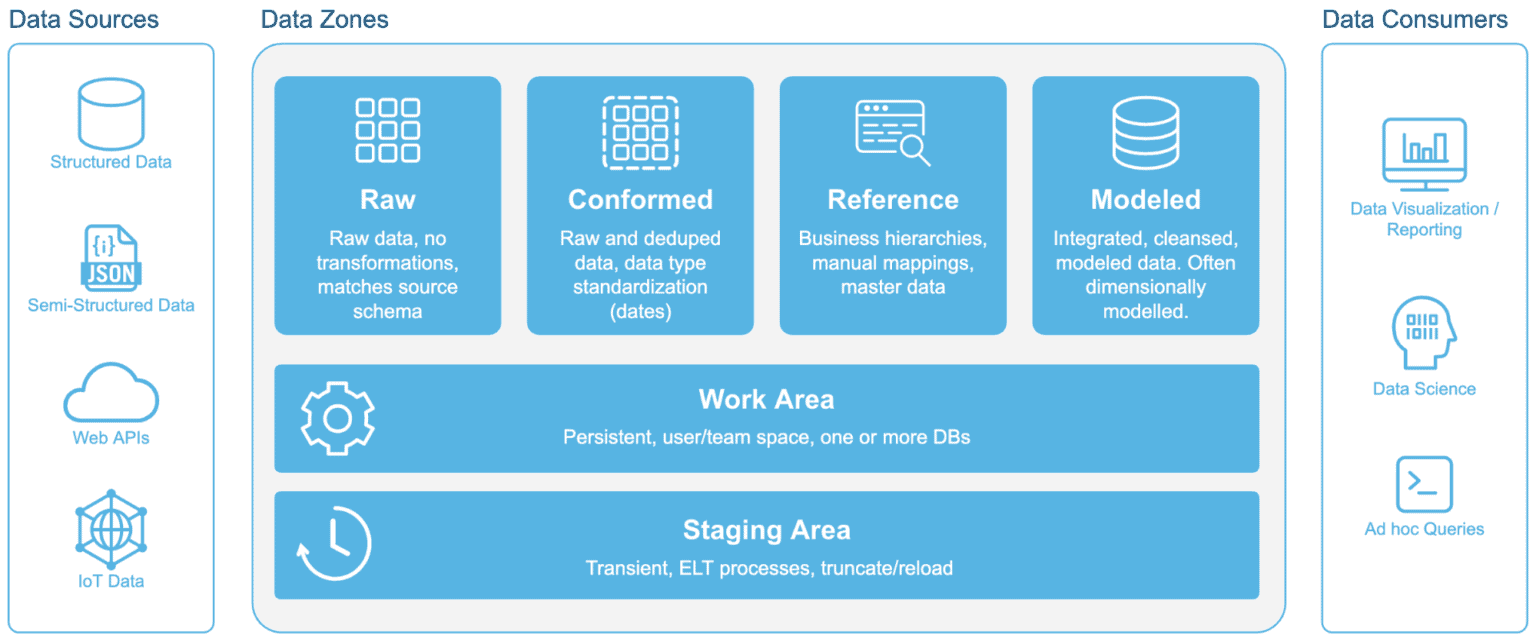 Data Sources
Structured Data
{i}
JSON
Semi-Structured Data
Web APIs
IoT Data
Data Zones
Raw
Raw data, no
transformations,
matches source
schema
Conformed
Raw and deduped
data, data type
standardization
(dates)
Reference
Business hierarchies,
manual mappings,
master data
Modeled
Integrated, cleansed,
modeled data. Often
dimensionally
modelled.
Work Area
Persistent, user/team space, one or more DBs
Staging Area
Transient, ELT processes, truncate/reload
Data Consumers
Data Visualization /
Reporting
0110
10111
Data Science
>_
Ad hoc Queries